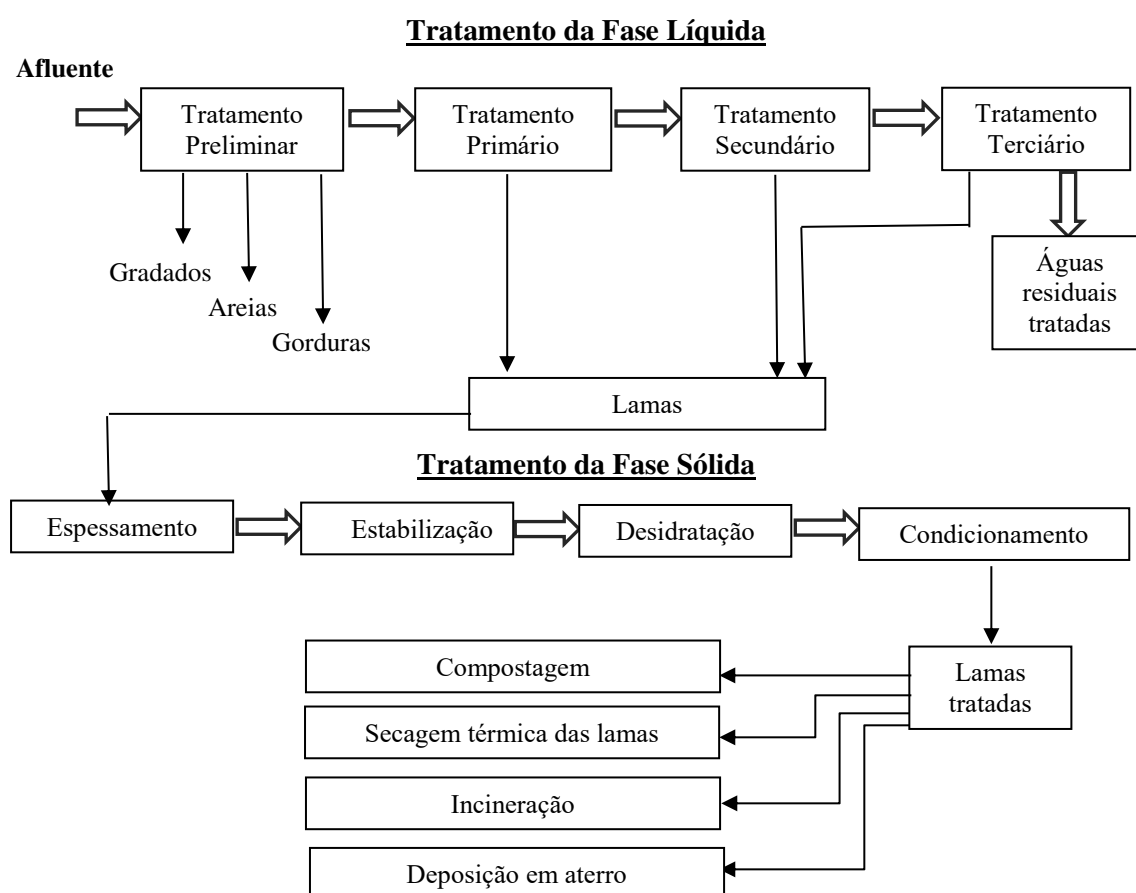 Tratamento da Fase Líquida
Afluente
Tratamento
Preliminar
Tratamento
Primário
Tratamento
Secundário
Tratamento
Terciário
Gradados
Areias
Gorduras
Águas
residuais
tratadas
Lamas
Tratamento da Fase Sólida
Espessamento
Estabilização
Desidratação
Condicionamento
Compostagem
Lamas
tratadas
Secagem térmica das lamas
Incineração
Deposição em aterro